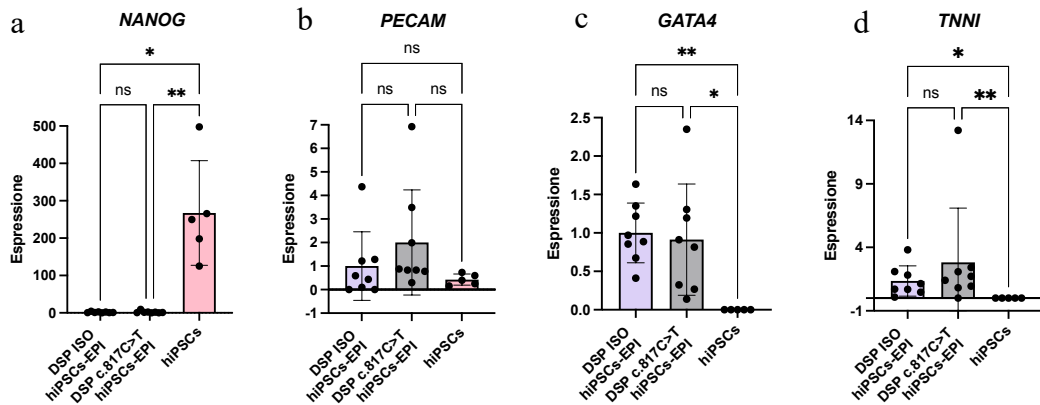 a
NANOG
*
ns
**
Espressione
500
400
300
200
100
0
DSP ISO
hiPSCs-EPI
DSP c.817C>T
hiPSCs-EPI
hiPSCs
b
PECAM
ns
ns
ns
Espressione
7
6
5
4
3
2
1
0
-1
DSP ISO
hiPSCs-EPI
DSP c.817C>T
hiPSCs-EPI
hiPSCs
c
GATA4
**
ns
*
Espressione
2.5
2.0
1.5
1.0
0.5
0.0
DSP ISO
hiPSCs-EPI
DSP c.817C>T
hiPSCs-EPI
hiPSCs
d
TNNI
*
ns
**
Espressione
14
9
4
-1
DSP ISO
hiPSCs-EPI
DSP c.817C>T
hiPSCs-EPI
hiPSCs